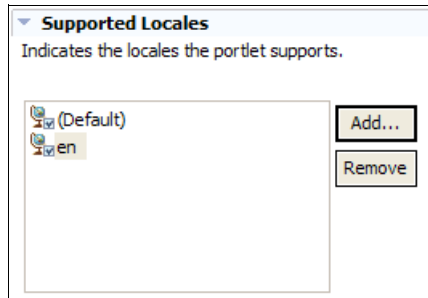 Supported Locales
Indicates the locales the portlet supports.
(Default)
Add...
en
Remove